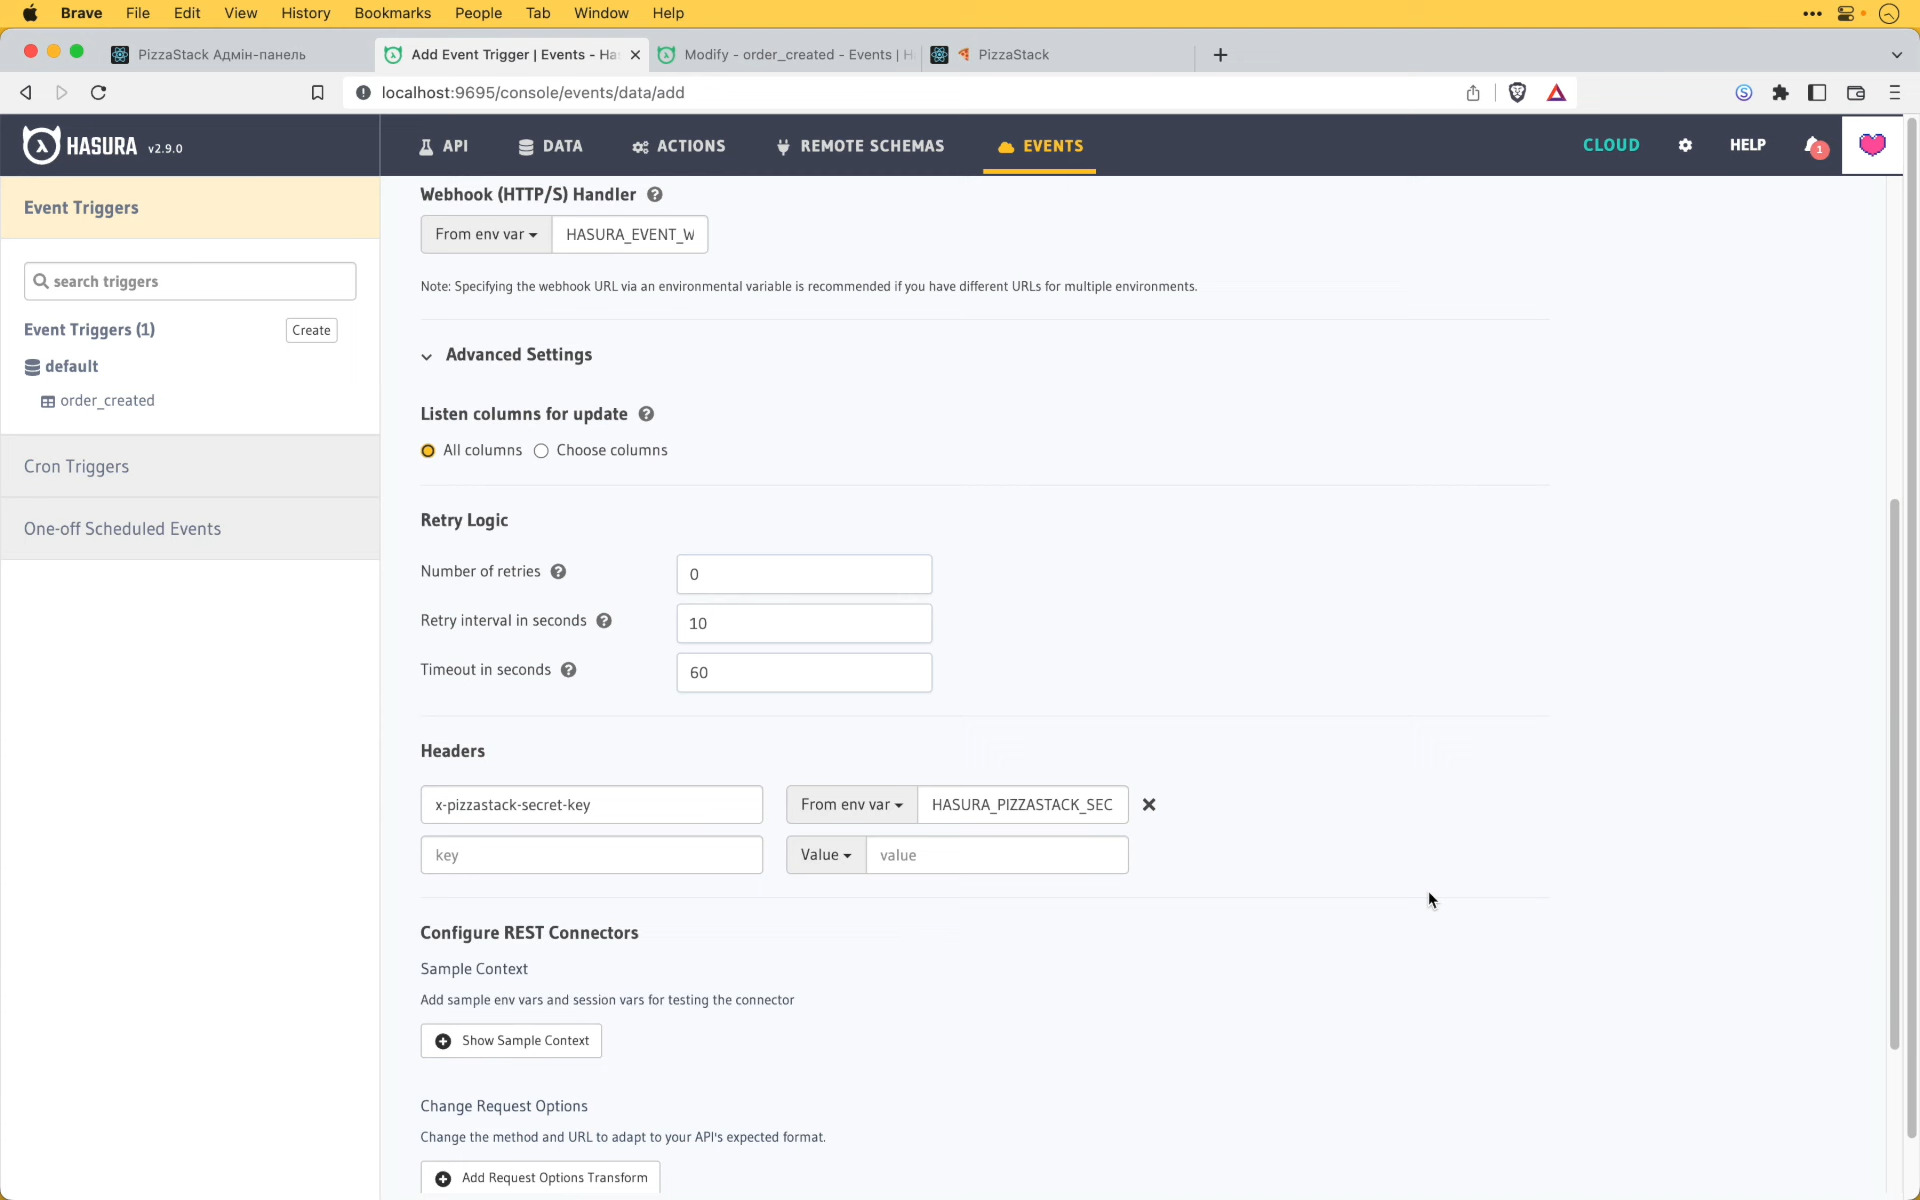 Brave File Edit View History Bookmarks People Tab Window Help
PizzaStack Адмін-панель
Add Event Trigger | Events - Ha
Modify - order_created - Events | H
PizzaStack
localhost:9695/console/events/data/add
HASURA v2.9.0
API DATA ACTIONS REMOTE SCHEMAS EVENTS
CLOUD HELP 1
Event Triggers
search triggers
Event Triggers (1) Create
default
order_created
Cron Triggers
One-off Scheduled Events
Webhook (HTTP/S) Handler
From env var HASURA_EVENT_W
Note: Specifying the webhook URL via an environmental variable is recommended if you have different URLs for multiple environments.
Advanced Settings
Listen columns for update
All columns Choose columns
Retry Logic
Number of retries 0
Retry interval in seconds 10
Timeout in seconds 60
Headers
x-pizzastack-secret-key From env var HASURA_PIZZASTACK_SEC
key Value value
Configure REST Connectors
Sample Context
Add sample env vars and session vars for testing the connector
Show Sample Context
Change Request Options
Change the method and URL to adapt to your API's expected format.
Add Request Options Transform